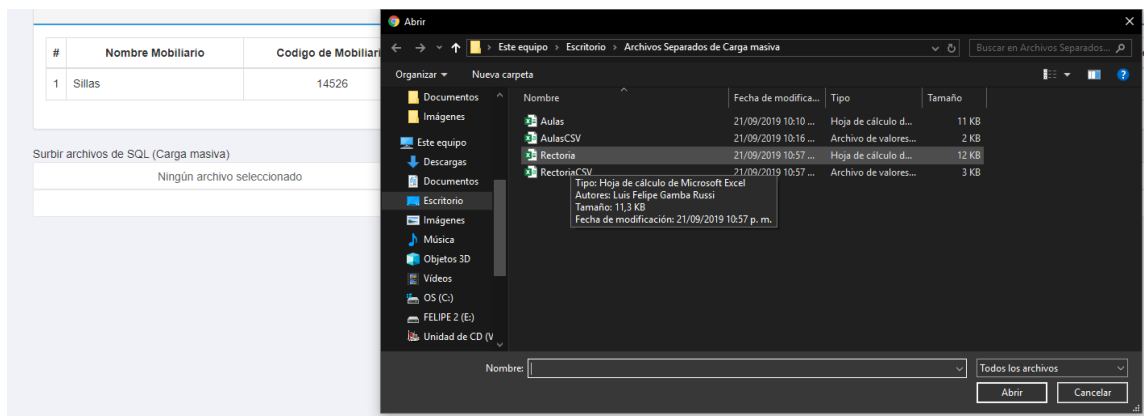 Abrir
Este equipo > Escritorio > Archivos Separados de Carga masiva
Buscar en Archivos Separados...
Organizar Nueva carpeta
Documentos
Imágenes
Este equipo
Descargas
Documentos
Escritorio
Imágenes
Música
Objetos 3D
Vídeos
OS (C:)
FELIPE 2 (E:)
Unidad de CD (V
Nombre Fecha de modifica... Tipo Tamaño
Aulas 21/09/2019 10:10 ... Hoja de cálculo d... 11 KB
AulasCSV 21/09/2019 10:16 ... Archivo de valores... 2 KB
Rectoria 21/09/2019 10:57 ... Hoja de cálculo d... 12 KB
RectoriaCSV 21/09/2019 10:57 ... Archivo de valores... 3 KB
Tipo: Hoja de cálculo de Microsoft Excel
Autores: Luis Felipe Gamba Russi
Tamaño: 11,3 KB
Fecha de modificación: 21/09/2019 10:57 p. m.
Nombre: Todos los archivos
Abrir Cancelar
# Nombre Mobiliario Codigo de Mobiliari
1 Sillas 14526
Surbir archivos de SQL (Carga masiva)
Ningún archivo seleccionado